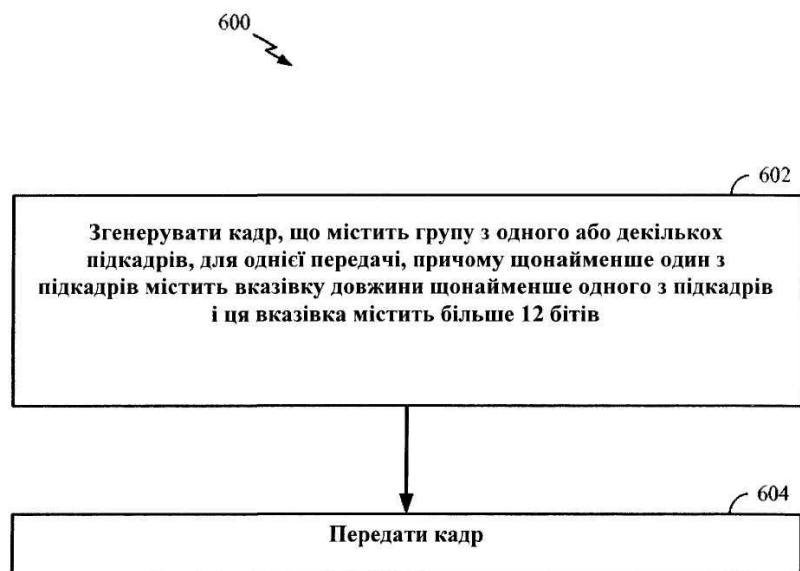 600
602
Згенерувати кадр, що містить групу з одного або декількох
підкадрів, для однієї передачі, причому щонайменше один з
підкадрів містить вказівку довжини щонайменше одного з підкадрів
і ця вказівка містить більше 12 бітів
604
Передати кадр